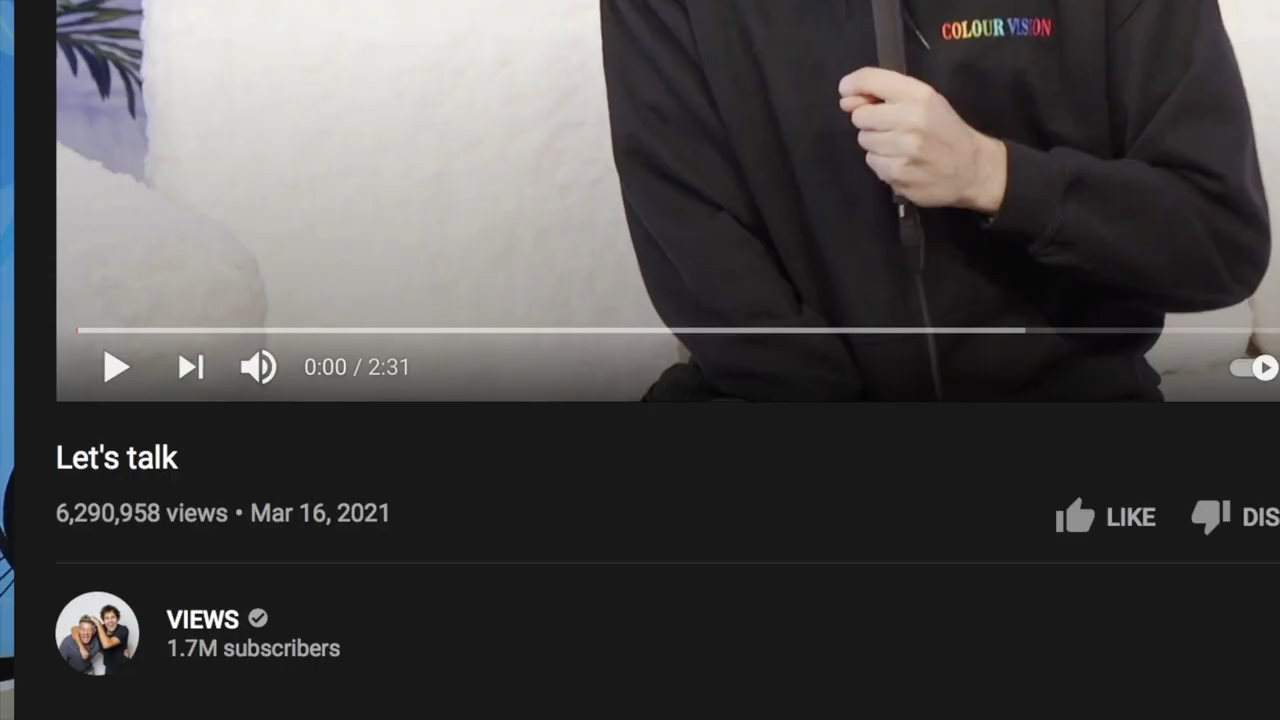 COLOUR VISION
0:00 / 2:31
Let's talk
6,290,958 views • Mar 16, 2021
LIKE
DIS
VIEWS
1.7M subscribers